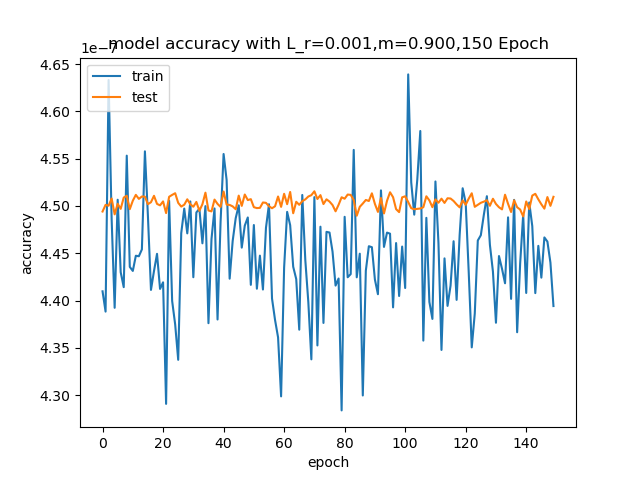 1e−7
model accuracy with L_r=0.001,m=0.900,150 Epoch
train
test
accuracy
4.65
4.60
4.55
4.50
4.45
4.40
4.35
4.30
0 20 40 60 80 100 120 140
epoch